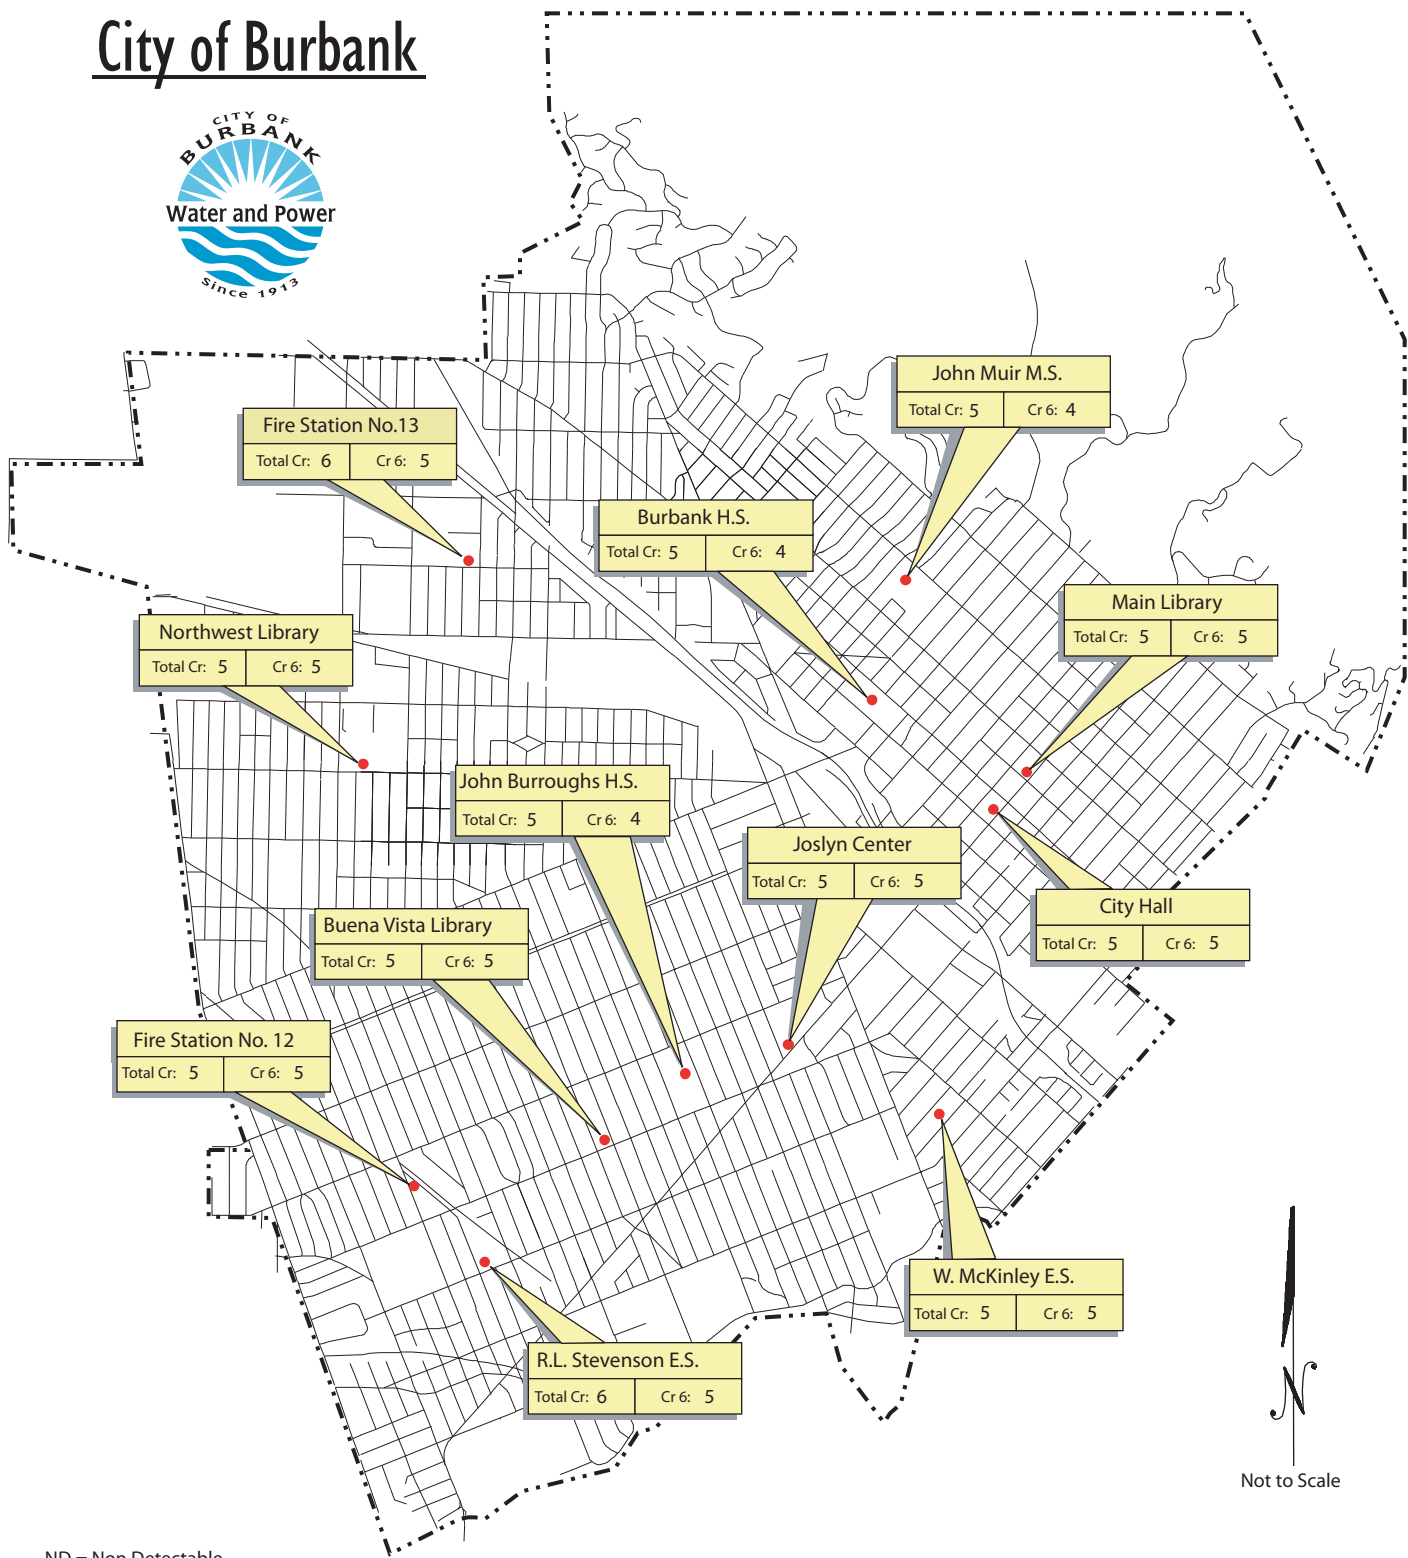 City of Burbank
CITY OF
BURBANK
Water and Power
Since 1913
John Muir M.S.
Total Cr: 5 Cr 6: 4
Fire Station No.13
Total Cr: 6 Cr 6: 5
Burbank H.S.
Total Cr: 5 Cr 6: 4
Main Library
Total Cr: 5 Cr 6: 5
Northwest Library
Total Cr: 5 Cr 6: 5
John Burroughs H.S.
Total Cr: 5 Cr 6: 4
Joslyn Center
Total Cr: 5 Cr 6: 5
City Hall
Total Cr: 5 Cr 6: 5
Buena Vista Library
Total Cr: 5 Cr 6: 5
Fire Station No. 12
Total Cr: 5 Cr 6: 5
W. McKinley E.S.
Total Cr: 5 Cr 6: 5
R.L. Stevenson E.S.
Total Cr: 6 Cr 6: 5
N
Not to Scale
ND = Non Detectable